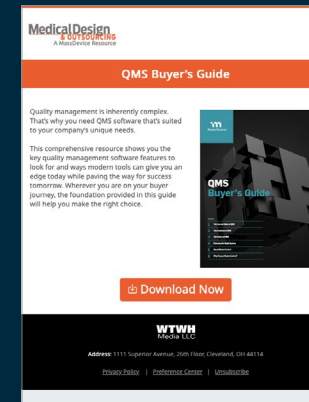 Medical Design
& OUTSOURCING
A MassDevice Resource
QMS Buyer's Guide
Quality management is inherently complex.
That's why you need QMS software that's suited
to your company's unique needs.
This comprehensive resource shows you the
key quality management software features to
look for and ways modern tools can give you an
edge today while paving the way for success
tomorrow. Wherever you are on your buyer
journey, the foundation provided in this guide
will help you make the right choice.
QMS
Buyer's Guide
Download Now
WTWH
Media LLC
Address: 1111 Superior Avenue, 26th Floor, Cleveland, OH 44114
Privacy Policy | Preference Center | Unsubscribe